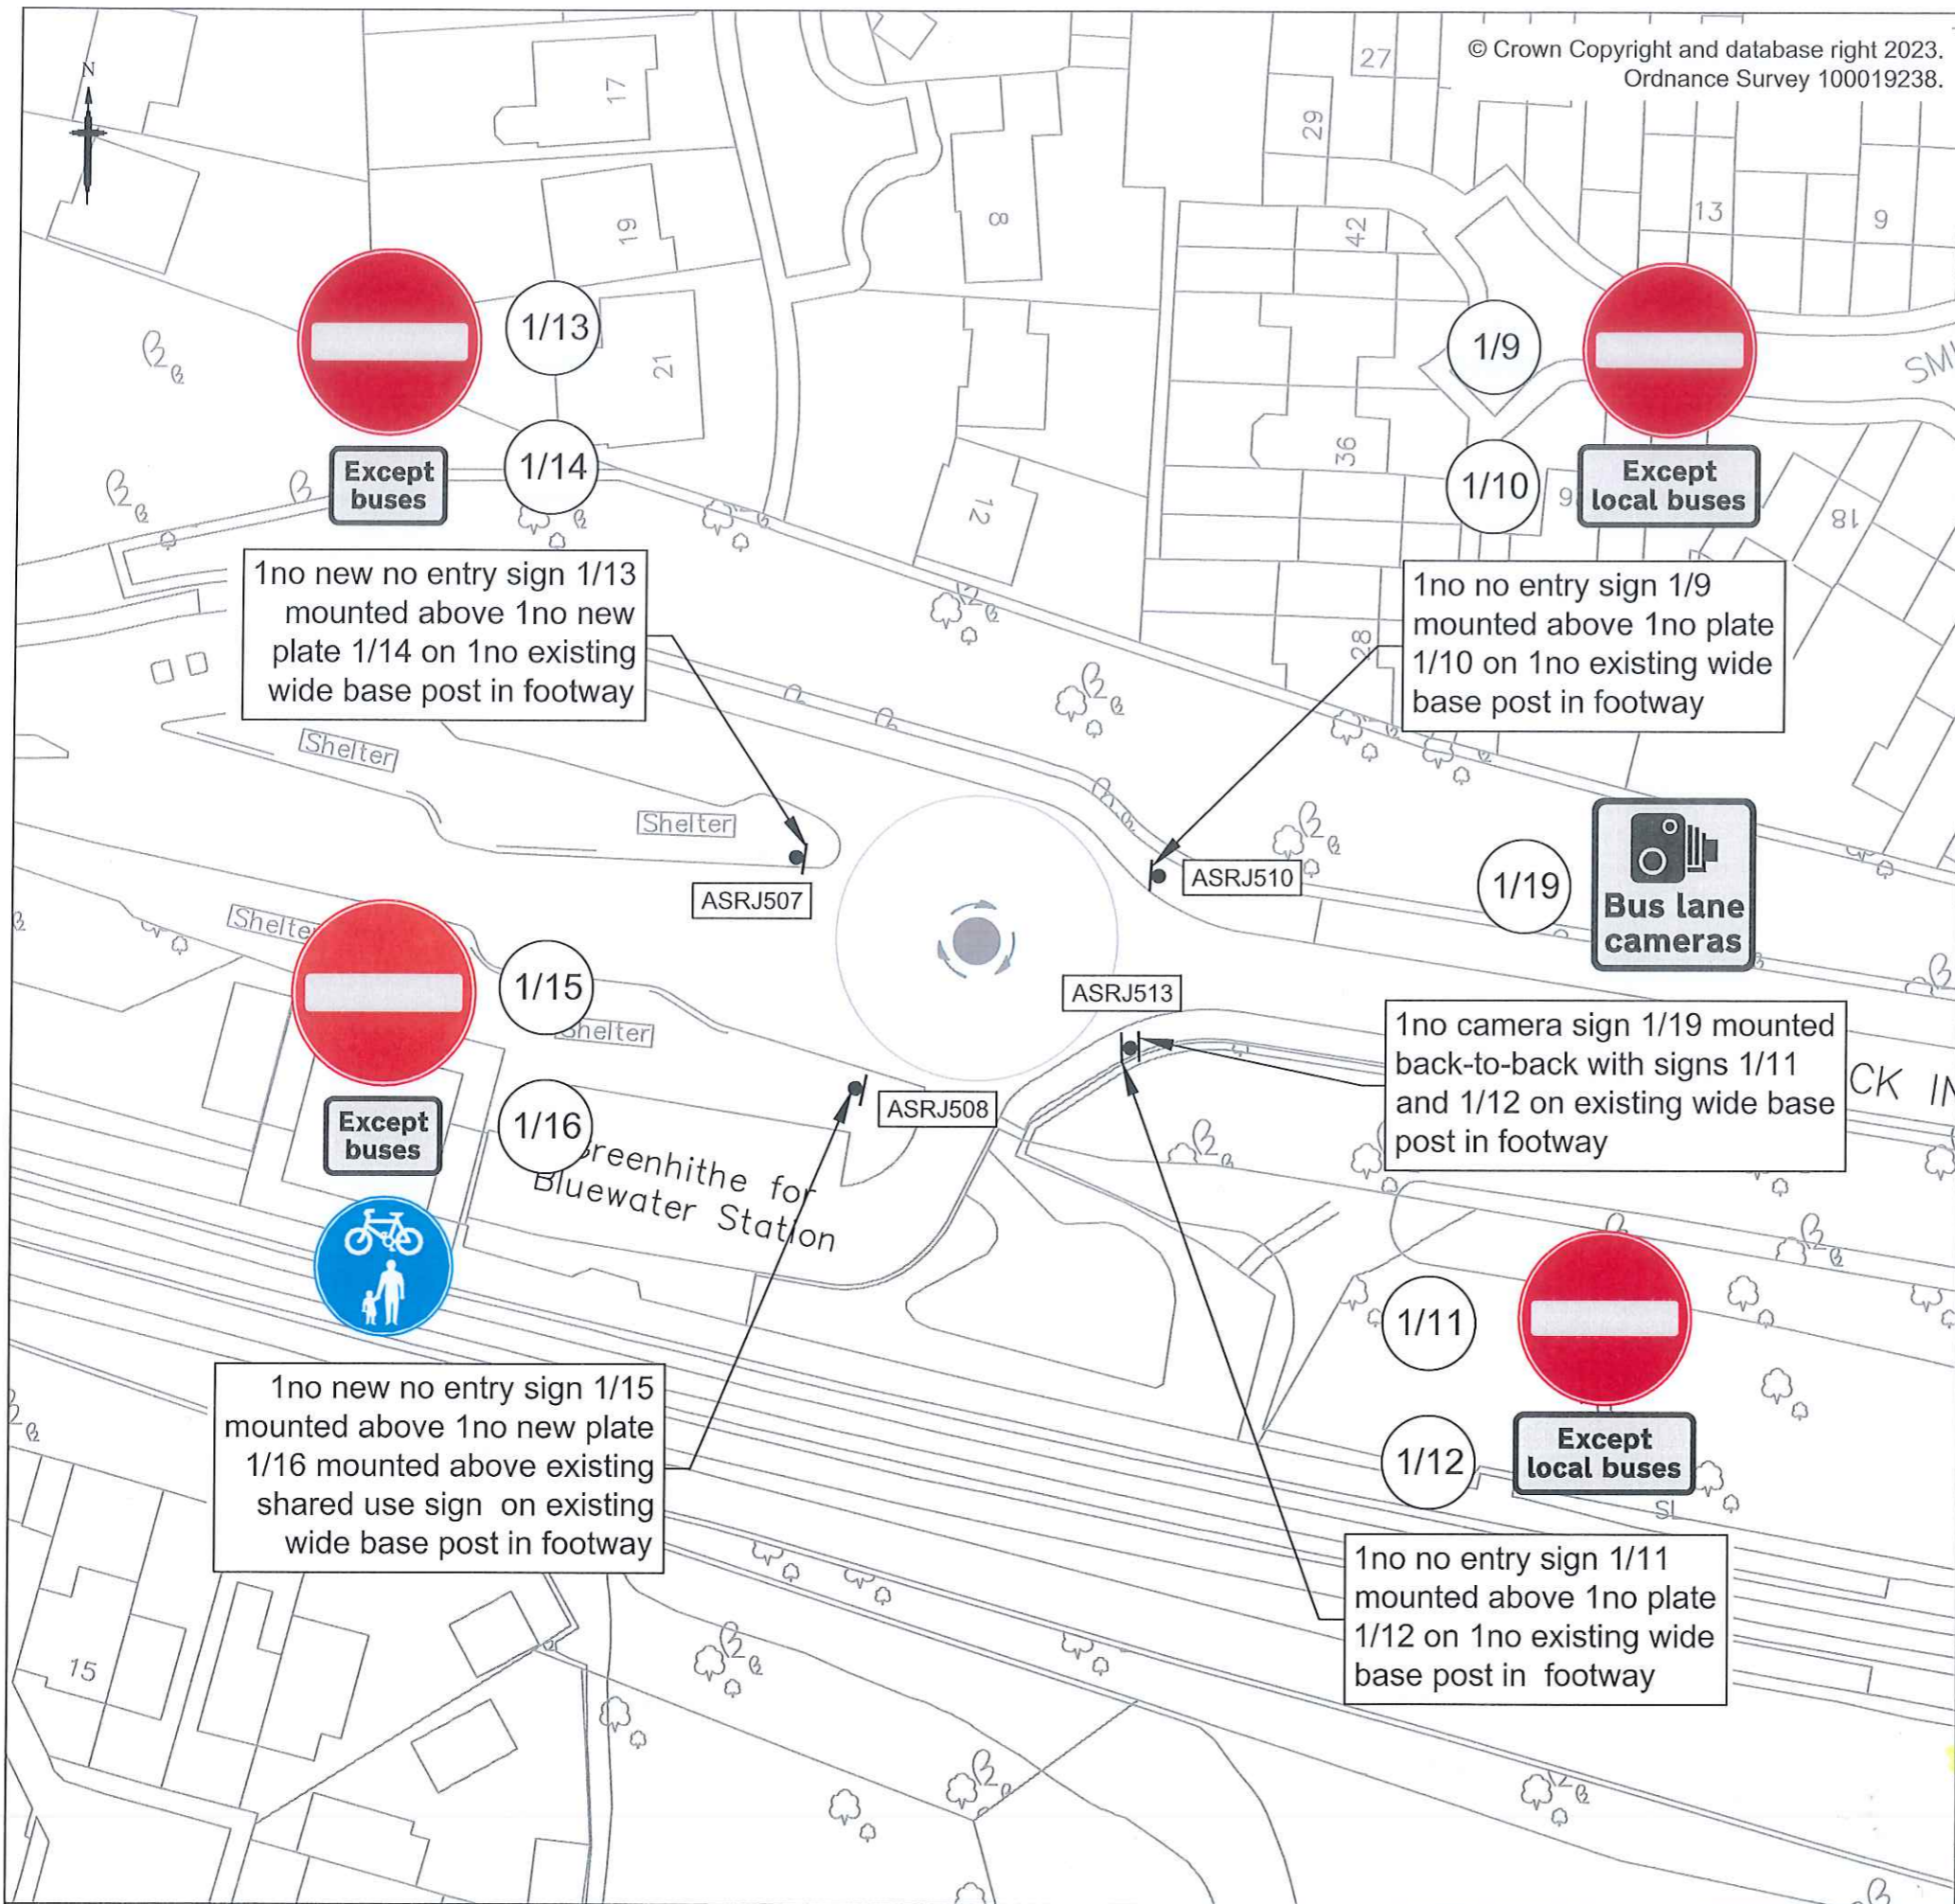 © Crown Copyright and database right 2023.
Ordnance Survey 100019238.
N
17
19
21
8
12
27
29
42
36
28
13
9
18
9
1/13
1/14
Except
buses
1no new no entry sign 1/13
mounted above 1no new
plate 1/14 on 1no existing
wide base post in footway
1/9
1/10
Except
local buses
1no no entry sign 1/9
mounted above 1no plate
1/10 on 1no existing wide
base post in footway
Shelter
Shelter
ASRJ507
ASRJ510
1/19
Bus lane
cameras
1/15
Shelter
1/16
Except
buses
ASRJ513
ASRJ508
1no camera sign 1/19 mounted
back-to-back with signs 1/11
and 1/12 on existing wide base
post in footway
Greenhithe for
Bluewater Station
1/11
1/12
Except
local buses
SL
1no new no entry sign 1/15
mounted above 1no new plate
1/16 mounted above existing
shared use sign on existing
wide base post in footway
1no no entry sign 1/11
mounted above 1no plate
1/12 on 1no existing wide
base post in footway
15